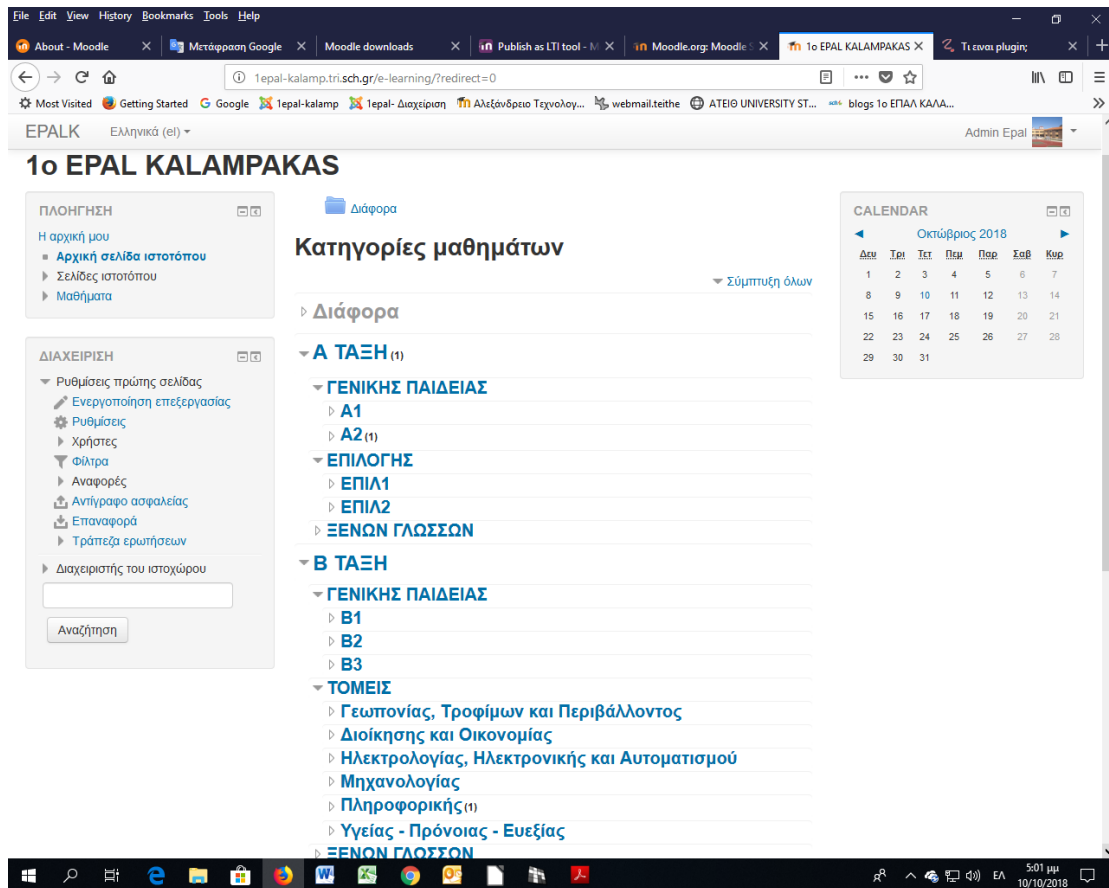 File Edit View History Bookmarks Tools Help
About - Moodle
Μετάφραση Google
Moodle downloads
Publish as LTI tool - M
Moodle.org: Moodle S
1o EPAL KALAMPAKAS
Τι ειναι plugin;
1epal-kalamp.tri.sch.gr/e-learning/?redirect=0
Most Visited Getting Started Google 1epal-kalamp 1epal- Διαχείριση Αλεξάνδρειο Τεχνολογ... webmail.teithe ΑΤΕΙΘ UNIVERSITY ST... blogs 1ο ΕΠΑΛ ΚΑΛΑ...
EPALK Ελληνικά (el) Admin Epal
1o EPAL KALAMPAKAS
ΠΛΟΗΓΗΣΗ
Η αρχική μου
Αρχική σελίδα ιστοτόπου
Σελίδες ιστοτόπου
Μαθήματα
ΔΙΑΧΕΙΡΙΣΗ
Ρυθμίσεις πρώτης σελίδας
Ενεργοποίηση επεξεργασίας
Ρυθμίσεις
Χρήστες
Φίλτρα
Αναφορές
Αντίγραφο ασφαλείας
Επαναφορά
Τράπεζα ερωτήσεων
Διαχειριστής του ιστοχώρου
Αναζήτηση
Διάφορα
Κατηγορίες μαθημάτων
Σύμπτυξη όλων
Διάφορα
Α ΤΑΞΗ (1)
ΓΕΝΙΚΗΣ ΠΑΙΔΕΙΑΣ
Α1
Α2 (1)
ΕΠΙΛΟΓΗΣ
ΕΠΙΛ1
ΕΠΙΛ2
ΞΕΝΩΝ ΓΛΩΣΣΩΝ
Β ΤΑΞΗ
ΓΕΝΙΚΗΣ ΠΑΙΔΕΙΑΣ
Β1
Β2
Β3
ΤΟΜΕΙΣ
Γεωπονίας, Τροφίμων και Περιβάλλοντος
Διοίκησης και Οικονομίας
Ηλεκτρολογίας, Ηλεκτρονικής και Αυτοματισμού
Μηχανολογίας
Πληροφορικής (1)
Υγείας - Πρόνοιας - Ευεξίας
ΞΕΝΩΝ ΓΛΩΣΣΩΝ
CALENDAR
Οκτώβριος 2018
Δευ Τρι Τετ Πεμ Παρ Σαβ Κυρ
1 2 3 4 5 6 7
8 9 10 11 12 13 14
15 16 17 18 19 20 21
22 23 24 25 26 27 28
29 30 31
ΕΛ
5:01 μμ
10/10/2018